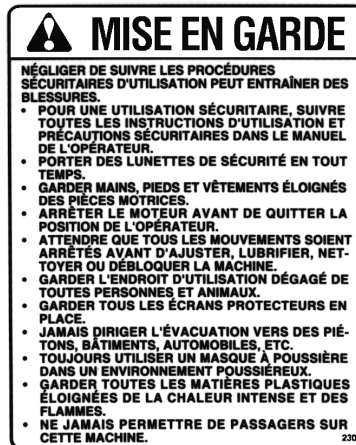 MISE EN GARDE
NÉGLIGER DE SUIVRE LES PROCÉDURES
SÉCURITAIRES D'UTILISATION PEUT ENTRAÎNER DES
BLESSURES.
• POUR UNE UTILISATION SÉCURITAIRE, SUIVRE
TOUTES LES INSTRUCTIONS D'UTILISATION ET
PRÉCAUTIONS SÉCURITAIRES DANS LE MANUEL
DE L'OPÉRATEUR.
• PORTER DES LUNETTES DE SÉCURITÉ EN TOUT
TEMPS.
• GARDER MAINS, PIEDS ET VÊTEMENTS ÉLOIGNÉS
DES PIÈCES MOTRICES.
• ARRÊTER LE MOTEUR AVANT DE QUITTER LA
POSITION DE L'OPÉRATEUR.
• ATTENDRE QUE TOUS LES MOUVEMENTS SOIENT
ARRÊTÉS AVANT D'AJUSTER, LUBRIFIER, NET-
TOYER OU DÉBLOQUER LA MACHINE.
• GARDER L'ENDROIT D'UTILISATION DÉGAGÉ DE
TOUTES PERSONNES ET ANIMAUX.
• GARDER TOUS LES ÉCRANS PROTECTEURS EN
PLACE.
• JAMAIS DIRIGER L'ÉVACUATION VERS DES PIÉ-
TONS, BÂTIMENTS, AUTOMOBILES, ETC.
• TOUJOURS UTILISER UN MASQUE À POUSSIÈRE
DANS UN ENVIRONNEMENT POUSSIÉREUX.
• GARDER TOUTES LES MATIÈRES PLASTIQUES
ÉLOIGNÉES DE LA CHALEUR INTENSE ET DES
FLAMMES.
• NE JAMAIS PERMETTRE DE PASSAGERS SUR
CETTE MACHINE.
230